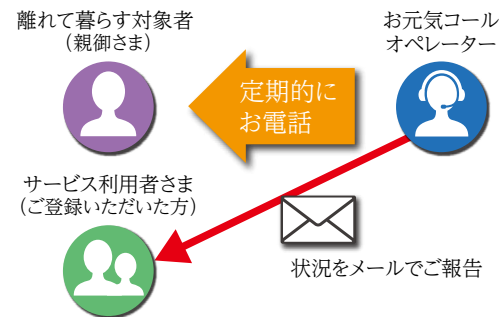 離れて暮らす対象者
（親御さま）
お元気コール
オペレーター
定期的に
お電話
サービス利用者さま
（ご登録いただいた方）
状況をメールでご報告